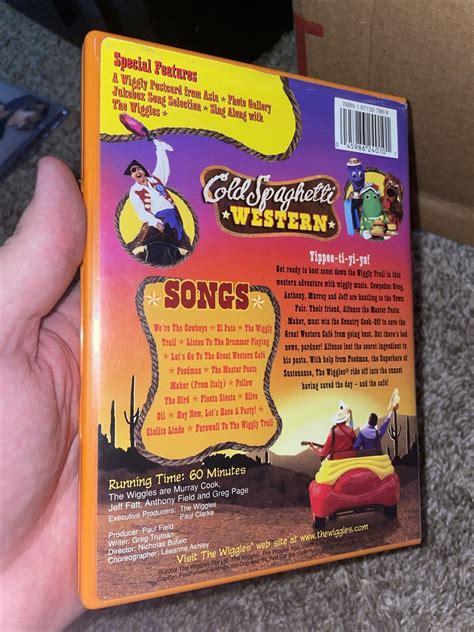 Special Features
A Wiggly Postcard from Asia ★ Photo Gallery
Jukebox Song Selection ★ Sing Along with
The Wiggles ★
ISBN 1-57132-786-X
45986 24010
Cold Spaghetti
WESTERN
Yippee-ti-yi-yo!
Get ready to boot scoot down the Wiggly Trail in this
western adventure with wiggly music. Cowpokes Greg,
Anthony, Murray and Jeff are hustling to the Town
Fair. Their friend, Alfonso the Master Pasta
Maker, must win the Country Cook-Off to save the
Great Western Café from going bust. But there's bad
news, pardner! Alfonso lost the secret ingredient to
his pasta. With help from Foodman, the Superhero of
Sustenance, The Wiggles® ride off into the sunset
having saved the day – and the cafe!
SONGS
We're The Cowboys ★ El Pato ★ The Wiggly
Trail ★ Listen To The Drummer Playing
★ Let's Go To The Great Western Café
★ Foodman ★ The Master Pasta
Maker (From Italy) ★ Follow
The Bird ★ Fiesta Siesta ★ Olive
Oil ★ Hey Now, Let's Have A Party!
Cielito Lindo ★ Farewell To The Wiggly Trail
Running Time: 60 Minutes
The Wiggles are Murray Cook,
Jeff Fatt, Anthony Field and Greg Page
Executive Producers: The Wiggles
Paul Clarke
Producer: Paul Field
Writer: Greg Truman
Director: Nicholas Bufalo
Choreographer: Leeanne Ashley
Visit The Wiggles' web site at www.thewiggles.com